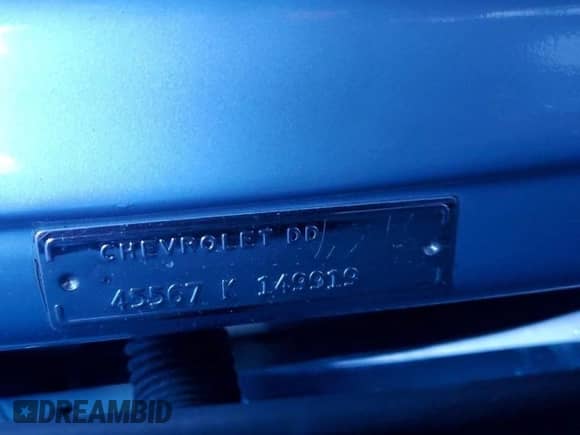 CHEVROLET DD
45567 K 149919
DREAMBID